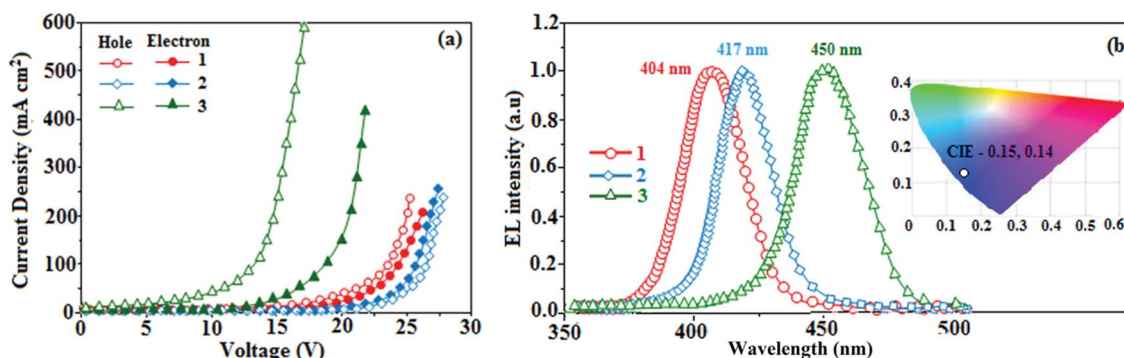 600
500
400
300
200
100
0
0 5 10 15 20 25 30
Current Density (mA cm²)
Voltage (V)
Hole Electron
1
2
3
(a)
1.2
1.0
0.8
0.6
0.4
0.2
0.0
350 400 450 500
EL intensity (a.u)
Wavelength (nm)
404 nm
417 nm
450 nm
(b)
1
2
3
0.4
0.3
0.2
0.1
0 0.1 0.2 0.3 0.4 0.5 0.6
CIE - 0.15, 0.14